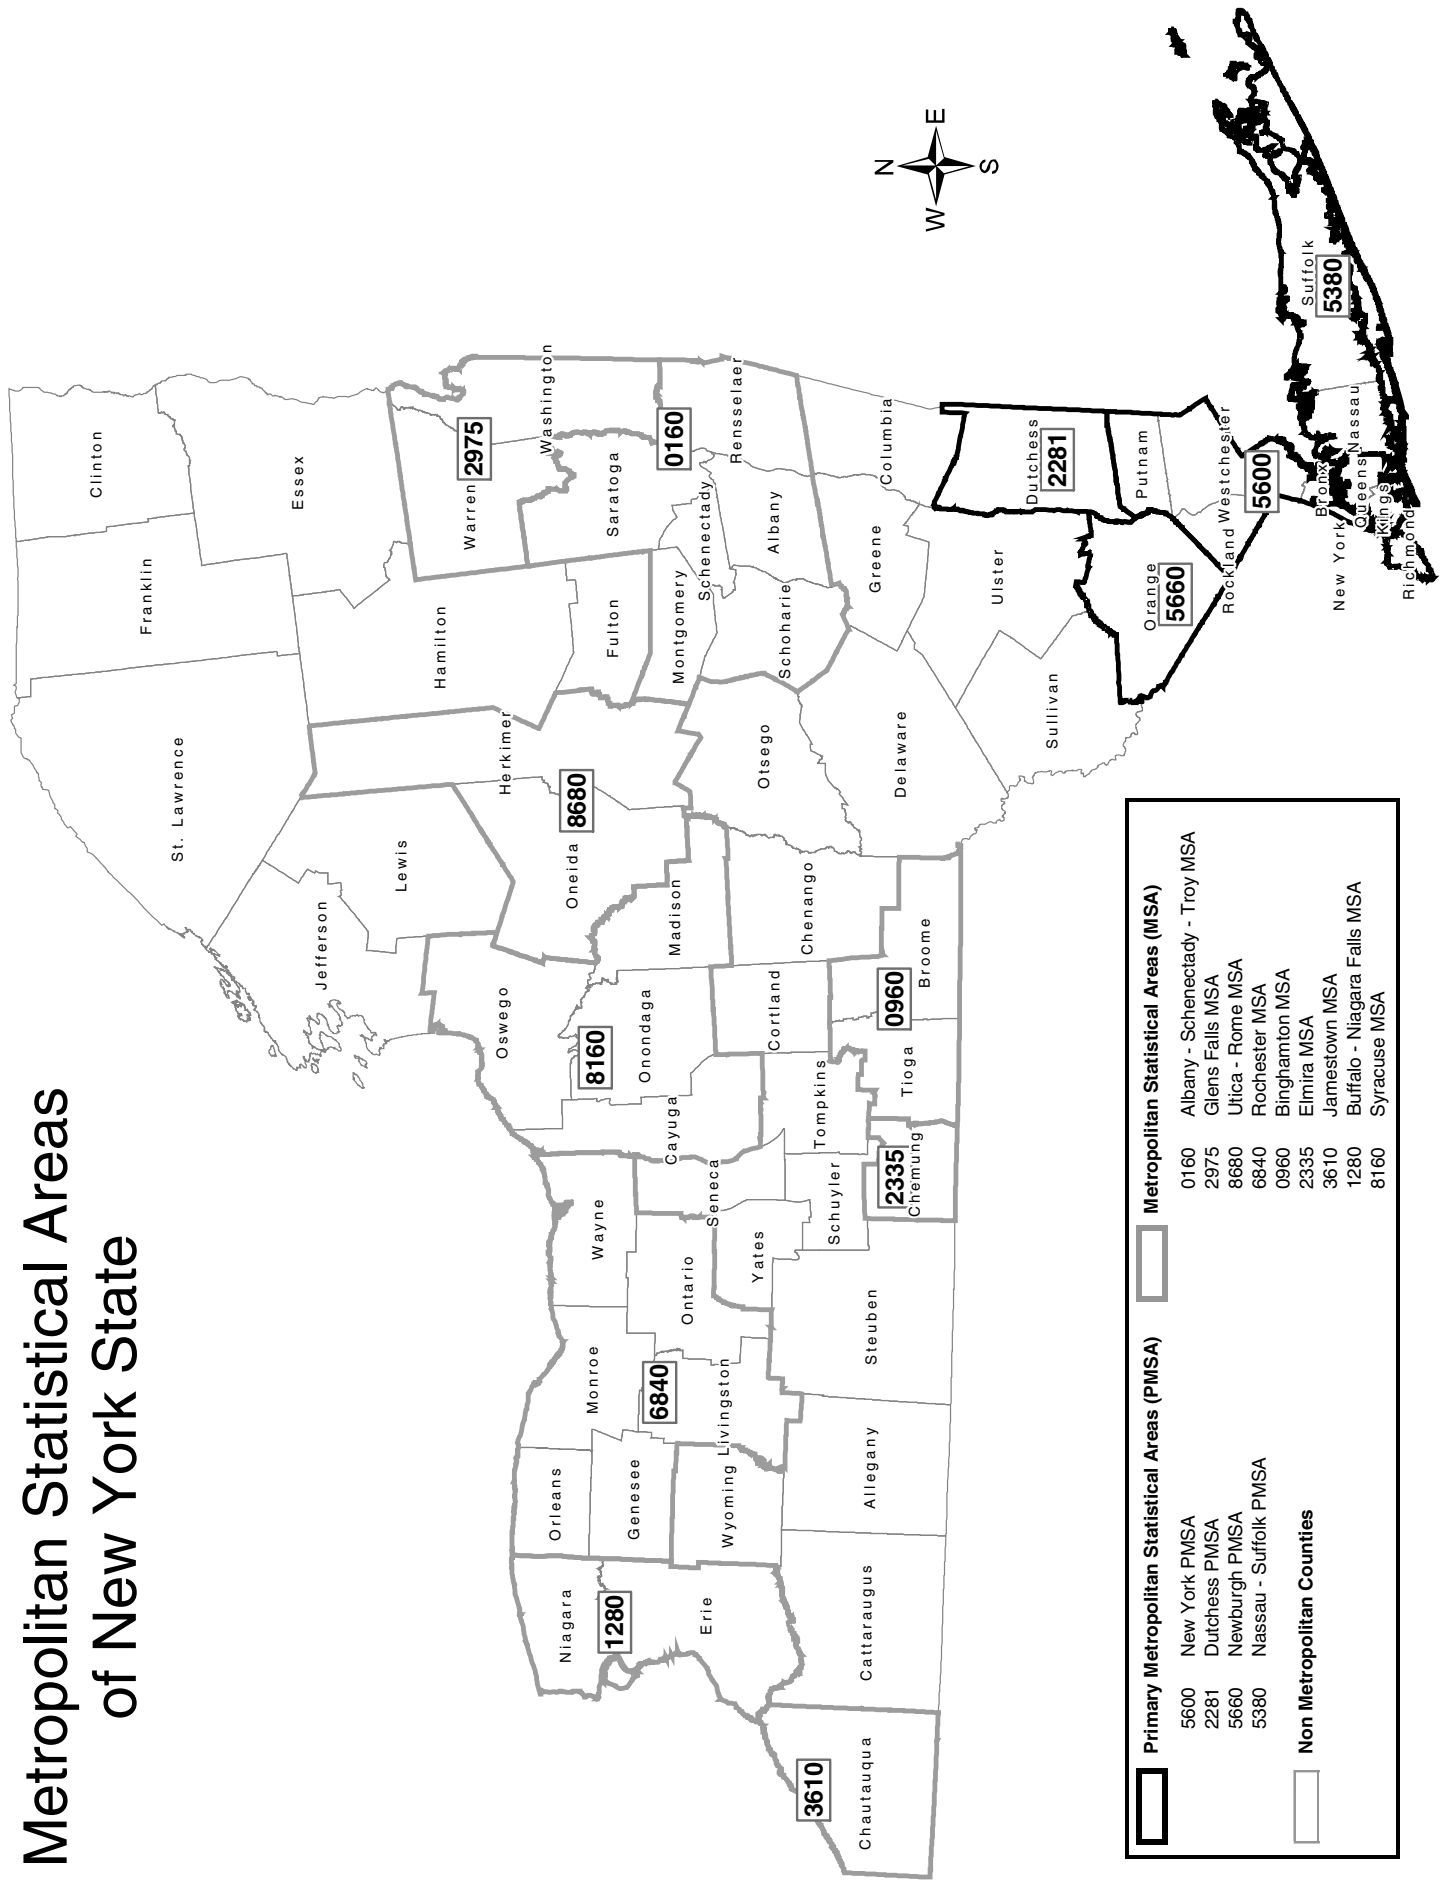 Metropolitan Statistical Areas
of New York State
Clinton
Franklin
St. Lawrence
Essex
Jefferson
Lewis
Hamilton
Herkimer
Warren
2975
Washington
Oswego
Oneida
8680
Fulton
Saratoga
0160
Niagara
1280
Orleans
Monroe
Wayne
Genesee
6840
Ontario
Seneca
Cayuga
8160
Onondaga
Madison
Montgomery
Schenectady
Rensselaer
Erie
Wyoming
Livingston
Yates
Cortland
Chenango
Otsego
Schoharie
Albany
Schuyler
Tompkins
3610
Chautauqua
Cattaraugus
Allegany
Steuben
2335
Chemung
Tioga
0960
Broome
Delaware
Greene
Columbia
Ulster
Sullivan
Dutchess
2281
Orange
5660
Putnam
Rockland
Westchester
5600
Bronx
New York
Queens
Nassau
Kings
Richmond
Suffolk
5380
N
W
E
S
Primary Metropolitan Statistical Areas (PMSA)
5600 New York PMSA
2281 Dutchess PMSA
5660 Newburgh PMSA
5380 Nassau - Suffolk PMSA
Non Metropolitan Counties
Metropolitan Statistical Areas (MSA)
0160 Albany - Schenectady - Troy MSA
2975 Glens Falls MSA
8680 Utica - Rome MSA
6840 Rochester MSA
0960 Binghamton MSA
2335 Elmira MSA
3610 Jamestown MSA
1280 Buffalo - Niagara Falls MSA
8160 Syracuse MSA